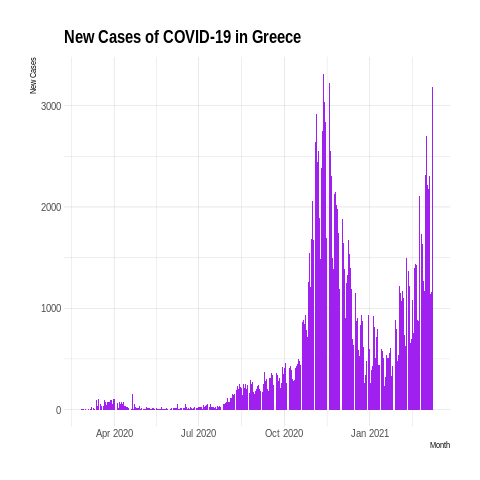 New Cases of COVID-19 in Greece
New Cases
3000
2000
1000
0
Apr 2020
Jul 2020
Oct 2020
Jan 2021
Month